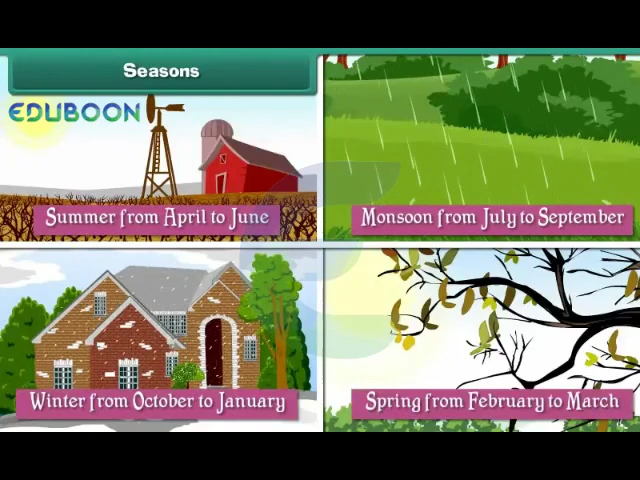 Seasons
EDUBOON
Summer from April to June
Monsoon from July to September
Winter from October to January
Spring from February to March